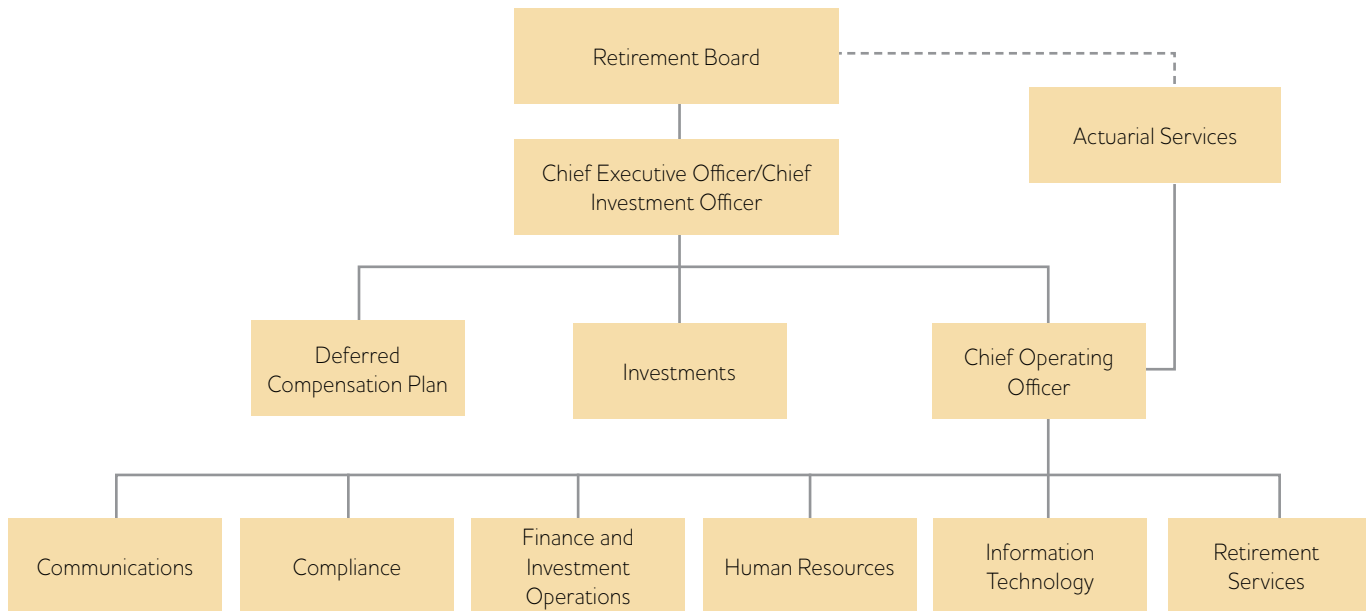 Retirement Board
Actuarial Services
Chief Executive Officer/Chief
Investment Officer
Deferred
Compensation Plan
Investments
Chief Operating
Officer
Communications
Compliance
Finance and
Investment
Operations
Human Resources
Information
Technology
Retirement
Services